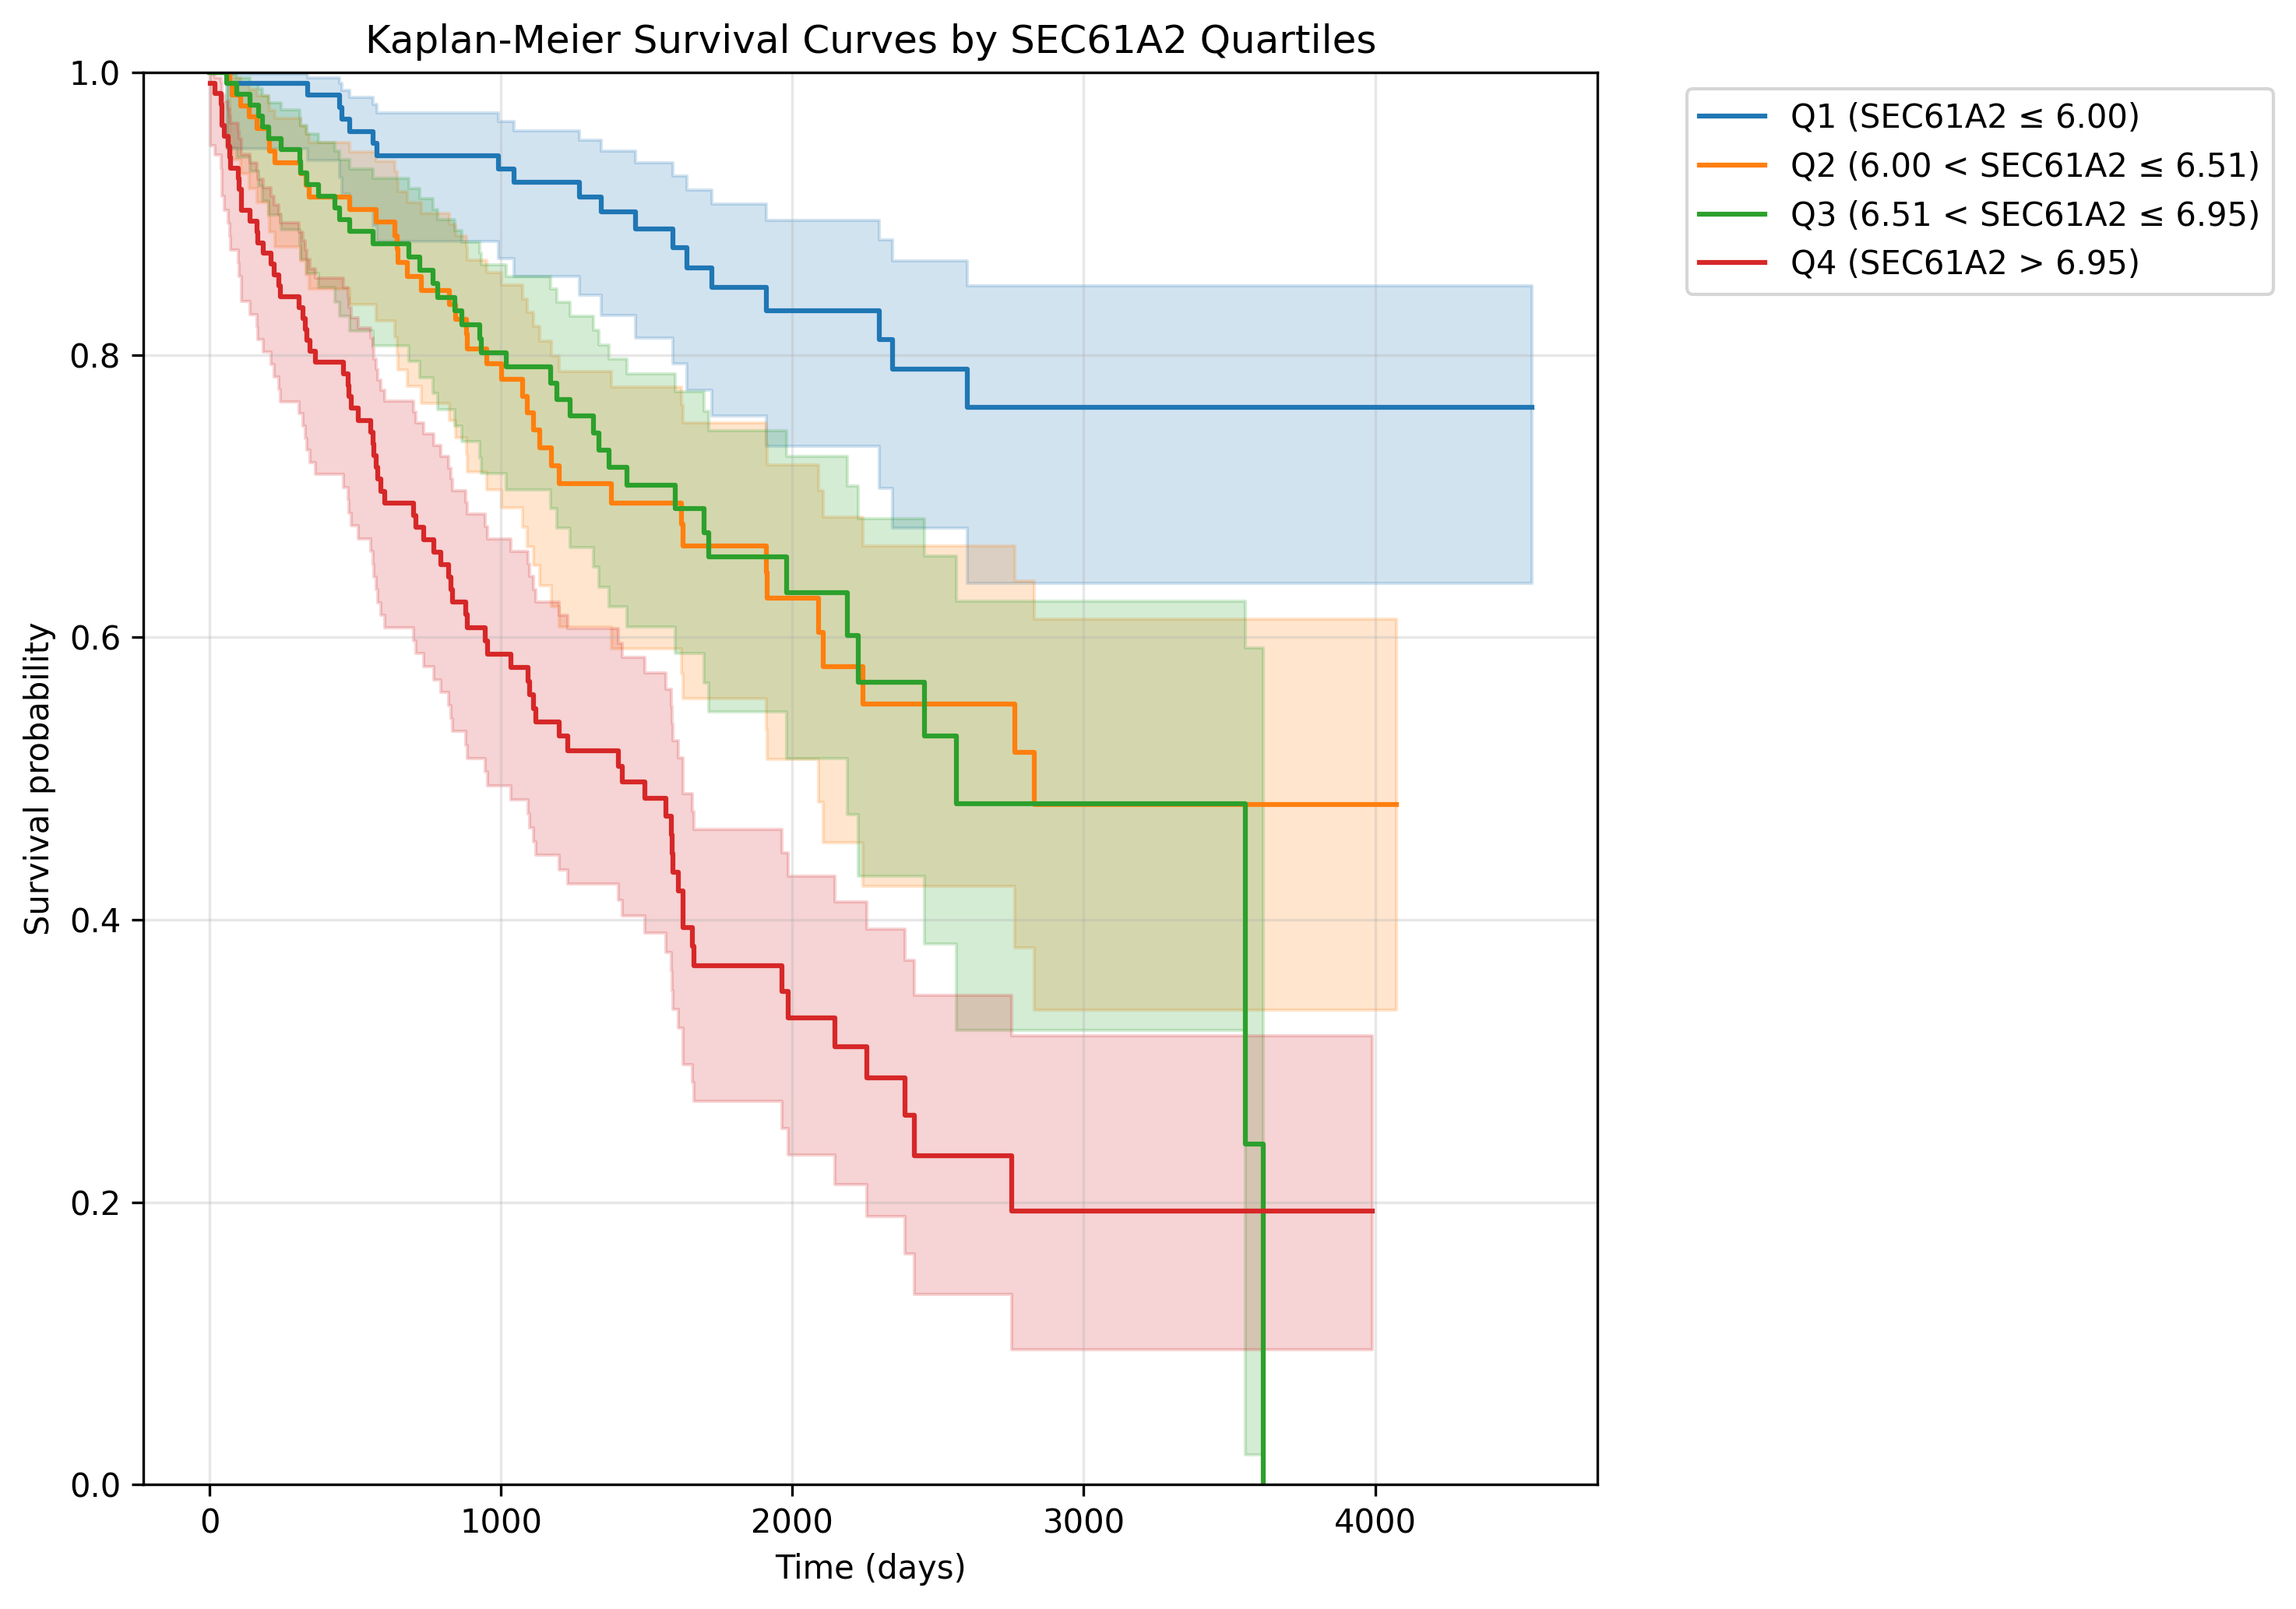 Kaplan-Meier Survival Curves by SEC61A2 Quartiles
Q1 (SEC61A2 ≤ 6.00)
Q2 (6.00 < SEC61A2 ≤ 6.51)
Q3 (6.51 < SEC61A2 ≤ 6.95)
Q4 (SEC61A2 > 6.95)
Survival probability
1.0
0.8
0.6
0.4
0.2
0.0
0 1000 2000 3000 4000
Time (days)